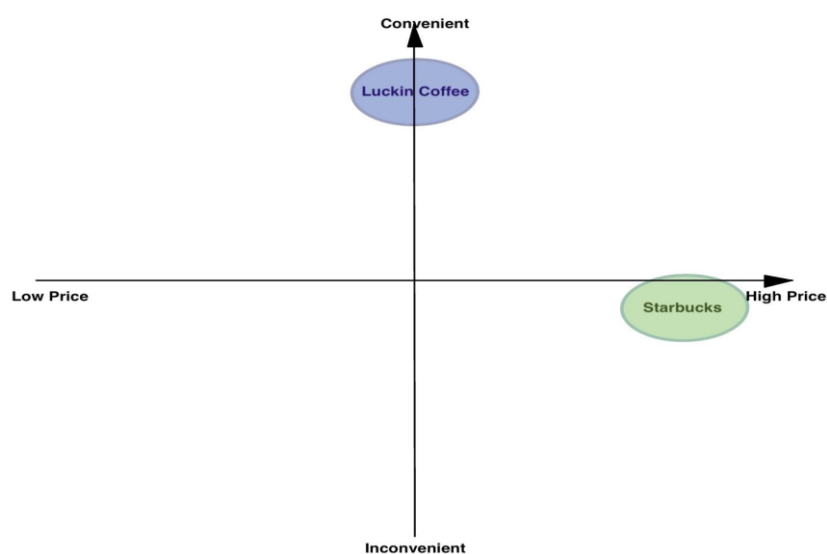 Convenient
Luckin Coffee
Low Price
High Price
Starbucks
Inconvenient